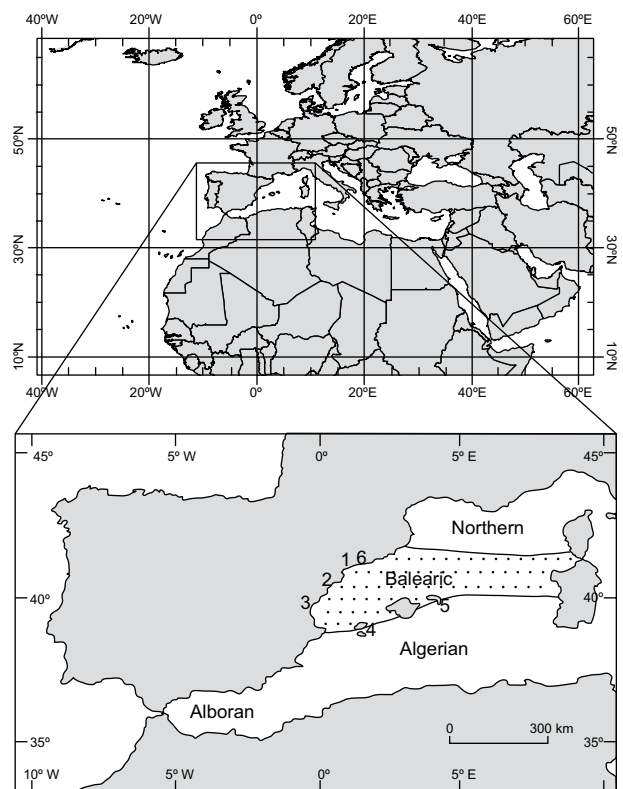 40ºW 20ºW 0º 20ºE 40ºE 60ºE
50ºN 50ºN
30ºN 30ºN
10ºN 10ºN
40ºW 20ºW 0º 20ºE 40ºE 60ºE
45º 5º W 0º 5º E 45º
Northern
1 6
2 Balearic
3 40º 40º
5
4
Algerian
Alboran
0 300 km
35º 35º
10º W 5º W 0º 5º E